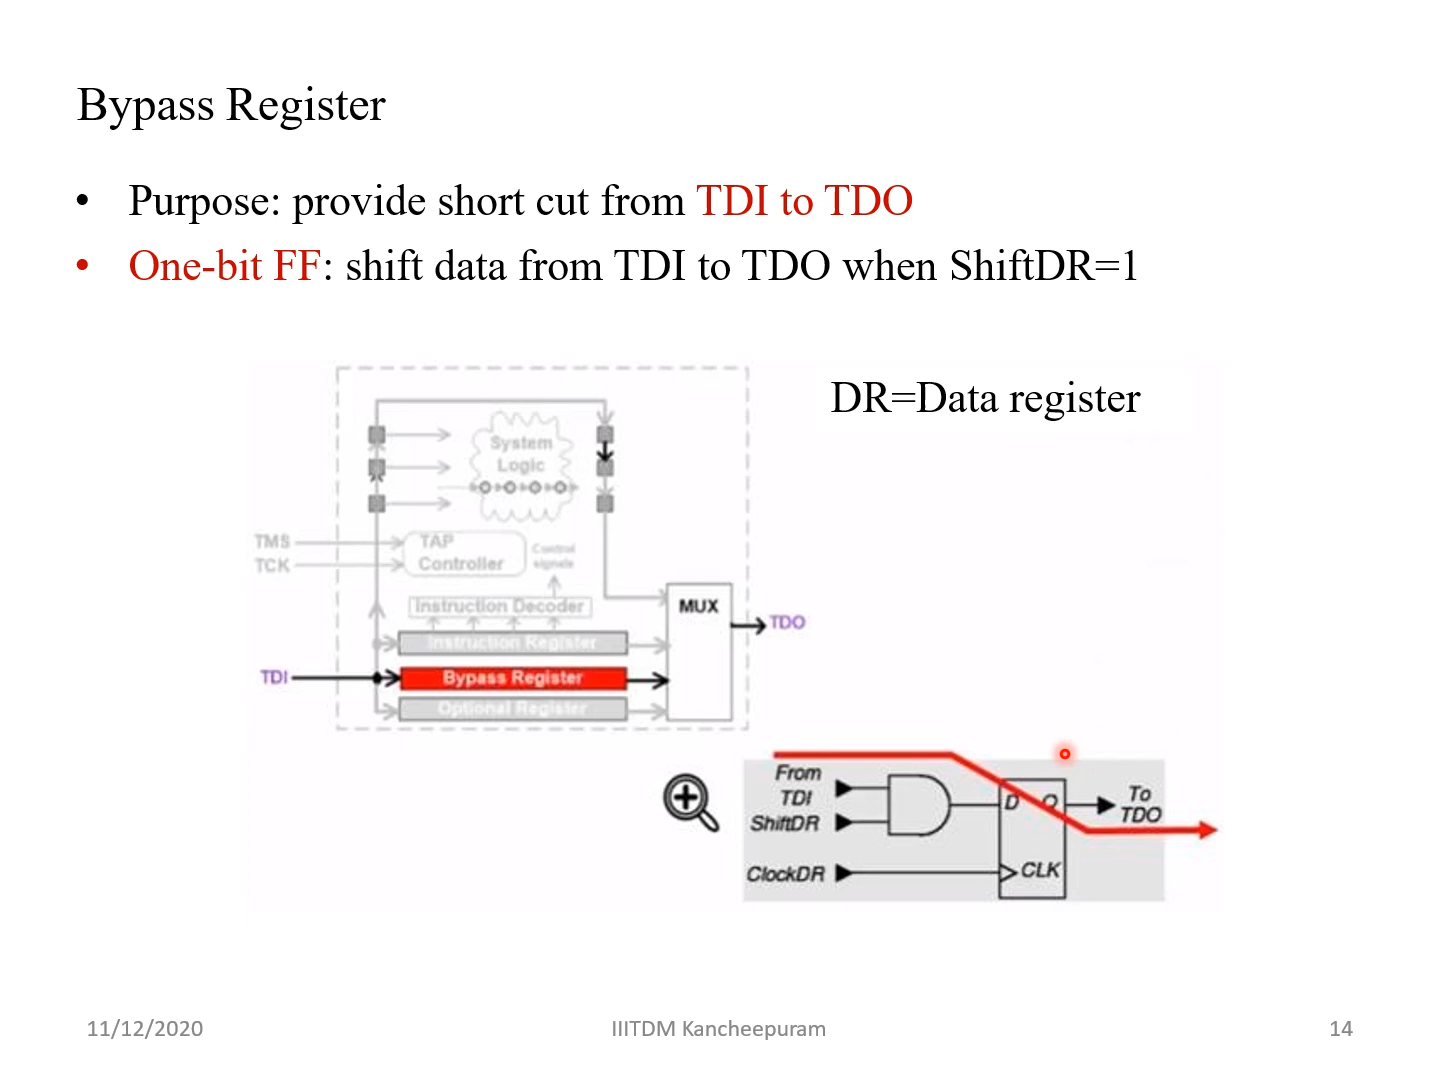 Bypass Register
• Purpose: provide short cut from TDI to TDO
• One-bit FF: shift data from TDI to TDO when ShiftDR=1
DR=Data register
System
Logic
TMS
TCK
TAP
Controller
Control
signals
Instruction Decoder
MUX
TDO
Instruction Register
TDI
Bypass Register
Optional Register
From
TDI
ShiftDR
ClockDR
D Q
CLK
To
TDO
11/12/2020 IIITDM Kancheepuram 14